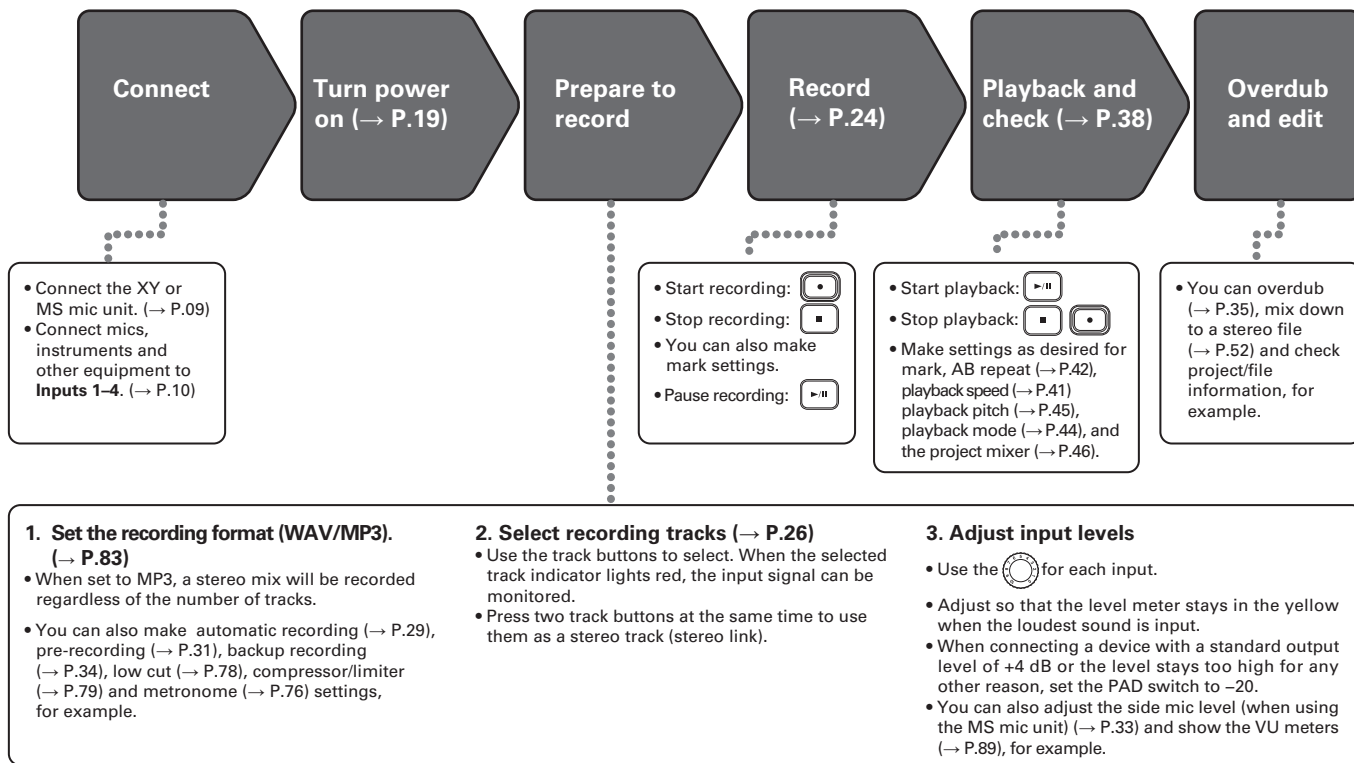 Connect
Turn power
on (→ P.19)
Prepare to
record
Record
(→ P.24)
Playback and
check (→ P.38)
Overdub
and edit
• Connect the XY or
MS mic unit. (→ P.09)
• Connect mics,
instruments and
other equipment to
Inputs 1–4. (→ P.10)
• Start recording:
• Stop recording:
• You can also make
mark settings.
• Pause recording:
• Start playback:
• Stop playback:
• Make settings as desired for
mark, AB repeat (→ P.42),
playback speed (→ P.41)
playback pitch (→ P.45),
playback mode (→ P.44), and
the project mixer (→ P.46).
• You can overdub
(→ P.35), mix down
to a stereo file
(→ P.52) and check
project/file
information, for
example.
1. Set the recording format (WAV/MP3).
(→ P.83)
• When set to MP3, a stereo mix will be recorded
regardless of the number of tracks.
• You can also make automatic recording (→ P.29),
pre-recording (→ P.31), backup recording
(→ P.34), low cut (→ P.78), compressor/limiter
(→ P.79) and metronome (→ P.76) settings,
for example.
2. Select recording tracks (→ P.26)
• Use the track buttons to select. When the selected
track indicator lights red, the input signal can be
monitored.
• Press two track buttons at the same time to use
them as a stereo track (stereo link).
3. Adjust input levels
• Use the for each input.
• Adjust so that the level meter stays in the yellow
when the loudest sound is input.
• When connecting a device with a standard output
level of +4 dB or the level stays too high for any
other reason, set the PAD switch to –20.
• You can also adjust the side mic level (when using
the MS mic unit) (→ P.33) and show the VU meters
(→ P.89), for example.